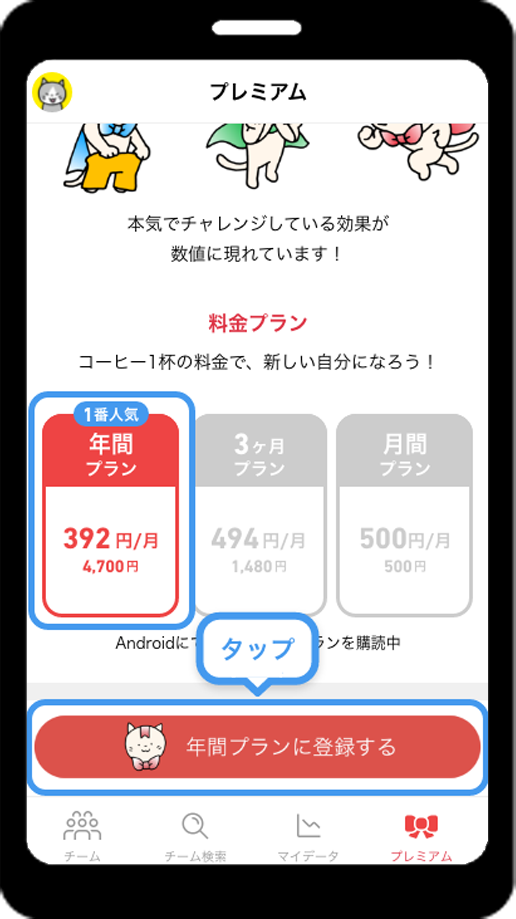 プレミアム
本気でチャレンジしている効果が
数値に現れています！
料金プラン
コーヒー1杯の料金で、新しい自分になろう！
1番人気
年間
プラン
392 円/月
4,700円
3ヶ月
プラン
494円/月
1,480円
月間
プラン
500円/月
500円
Androidに
ランを購読中
タップ
年間プランに登録する
チーム
チーム検索
マイデータ
プレミアム